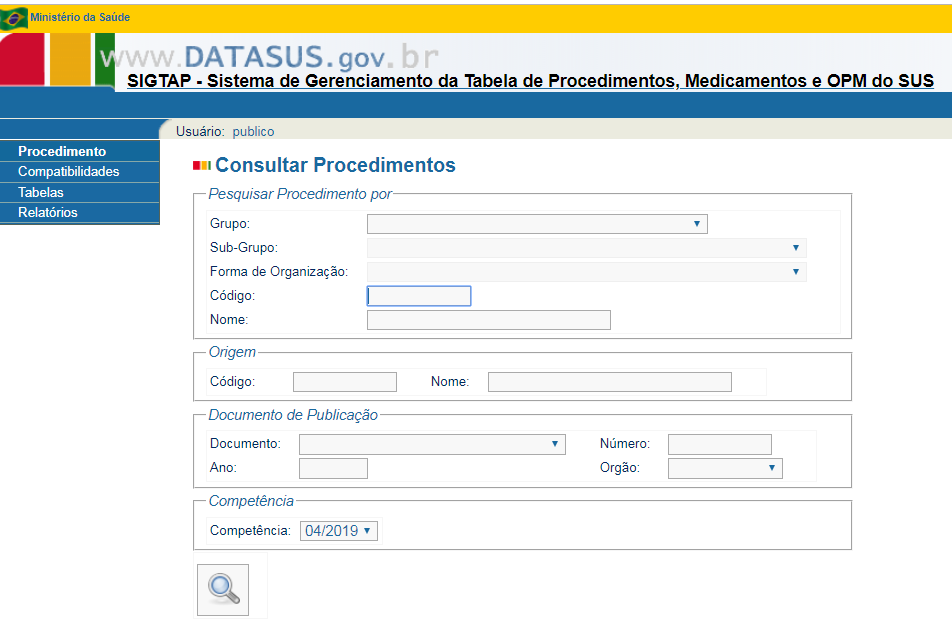 Ministério da Saúde
www.DATASUS.gov.br
SIGTAP - Sistema de Gerenciamento da Tabela de Procedimentos, Medicamentos e OPM do SUS
Usuário: publico
Procedimento
Compatibilidades
Tabelas
Relatórios
Consultar Procedimentos
Pesquisar Procedimento por
Grupo:
Sub-Grupo:
Forma de Organização:
Código:
Nome:
Origem
Código: Nome:
Documento de Publicação
Documento: Número:
Ano: Orgão:
Competência
Competência: 04/2019